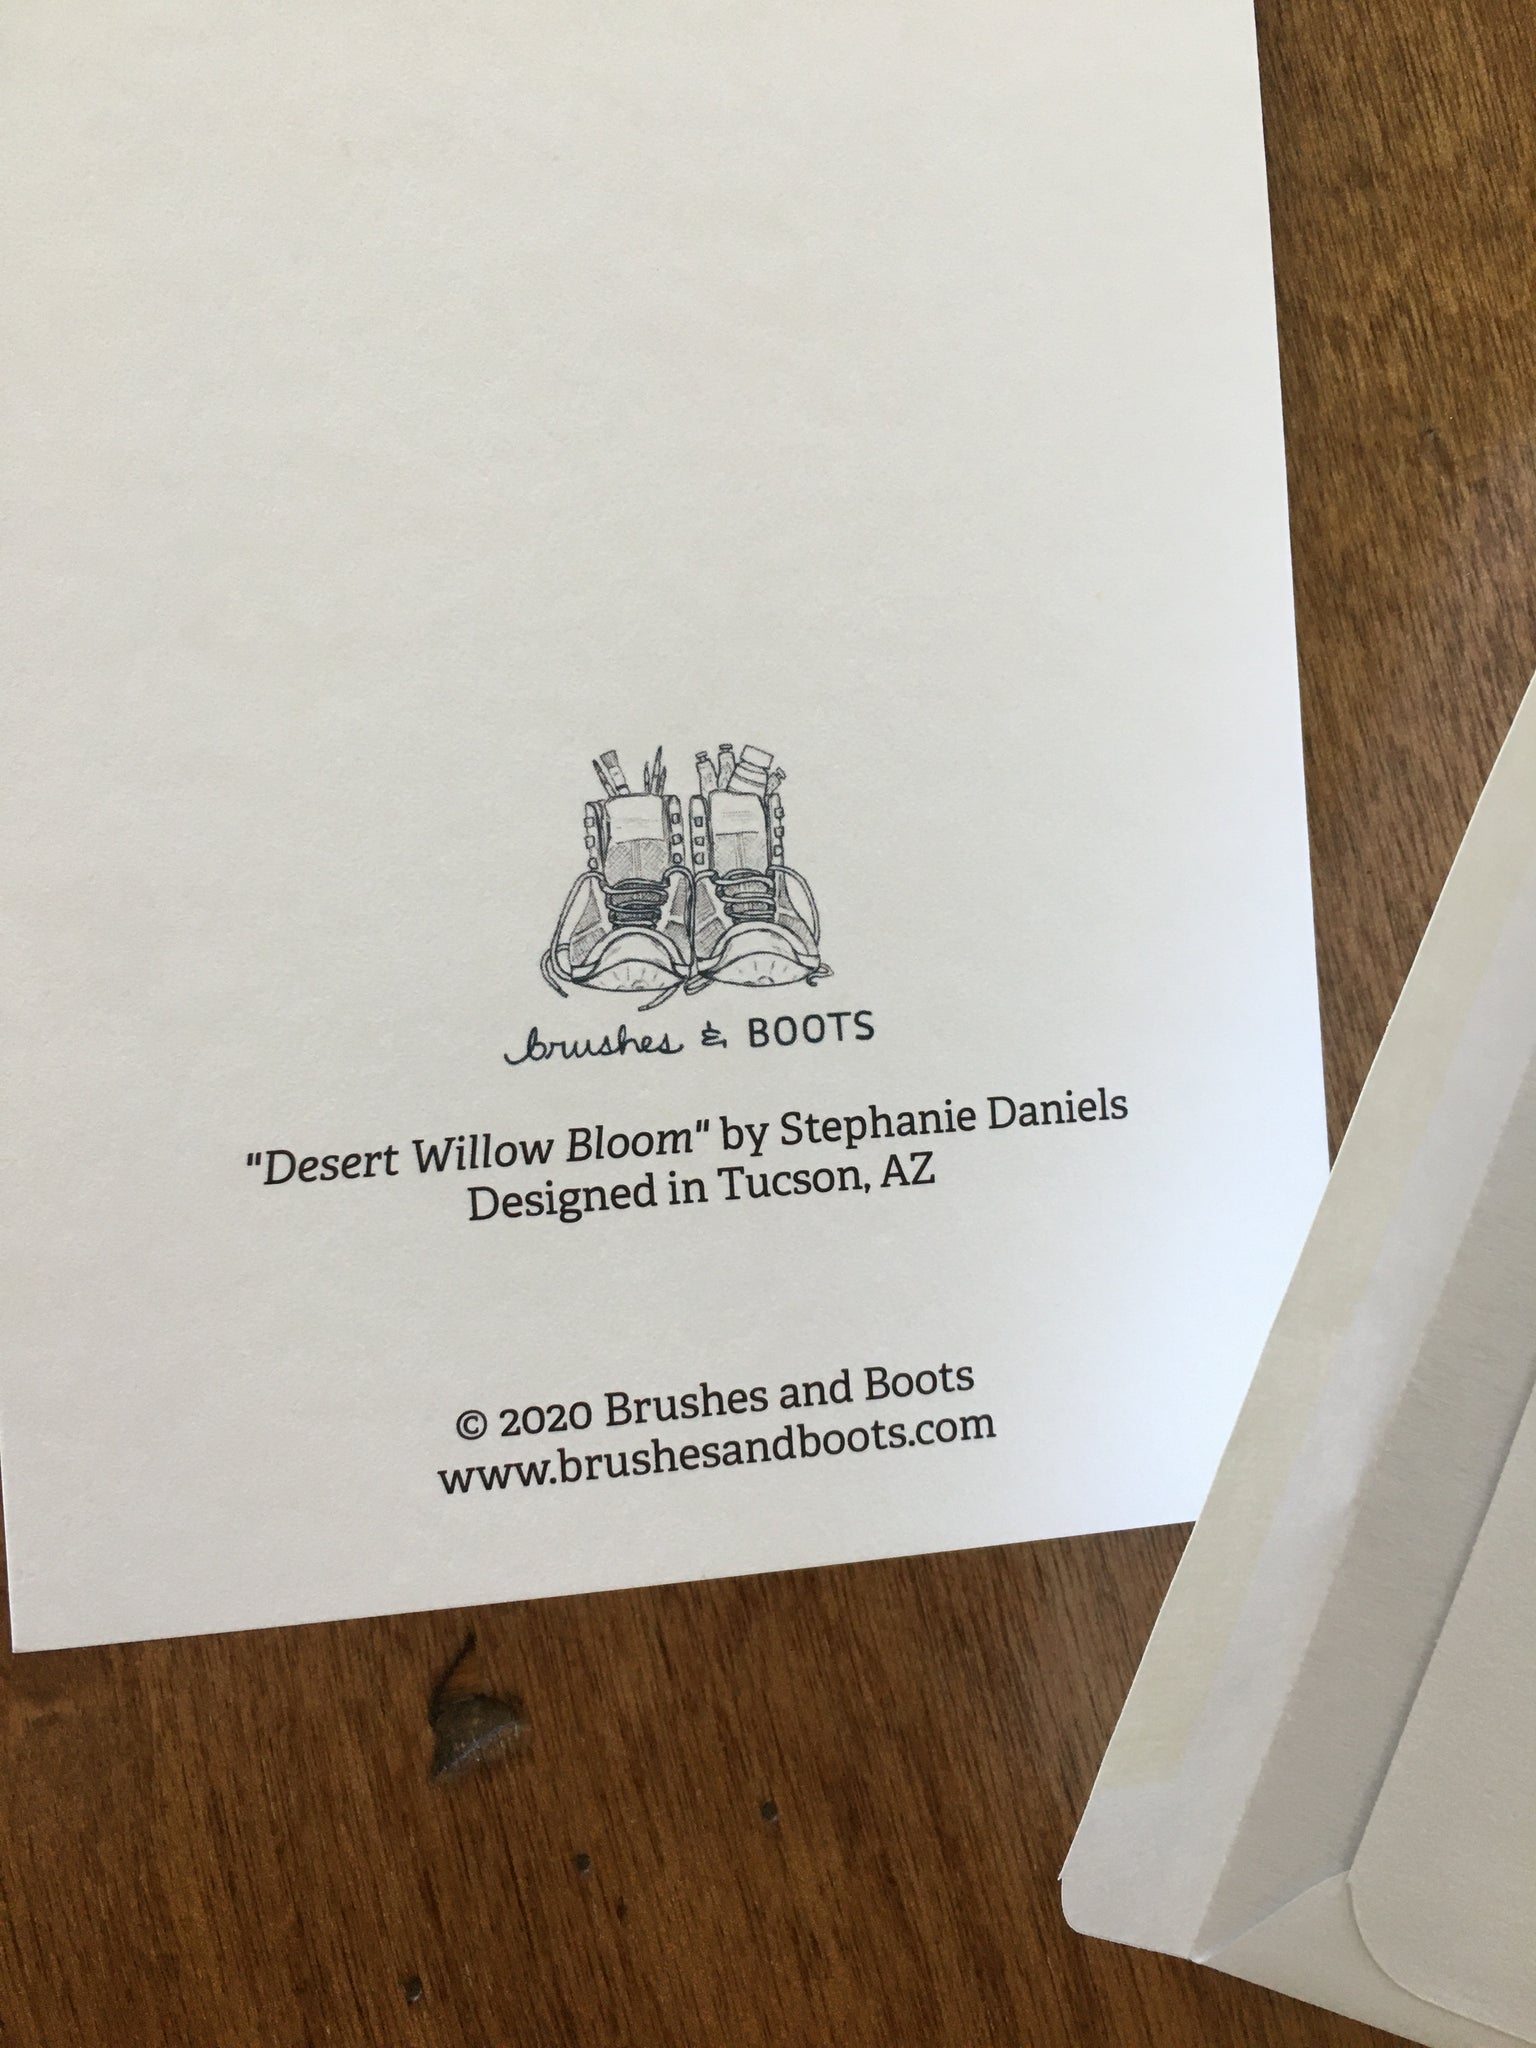 brushes & BOOTS
"Desert Willow Bloom" by Stephanie Daniels
Designed in Tucson, AZ
© 2020 Brushes and Boots
www.brushesandboots.com